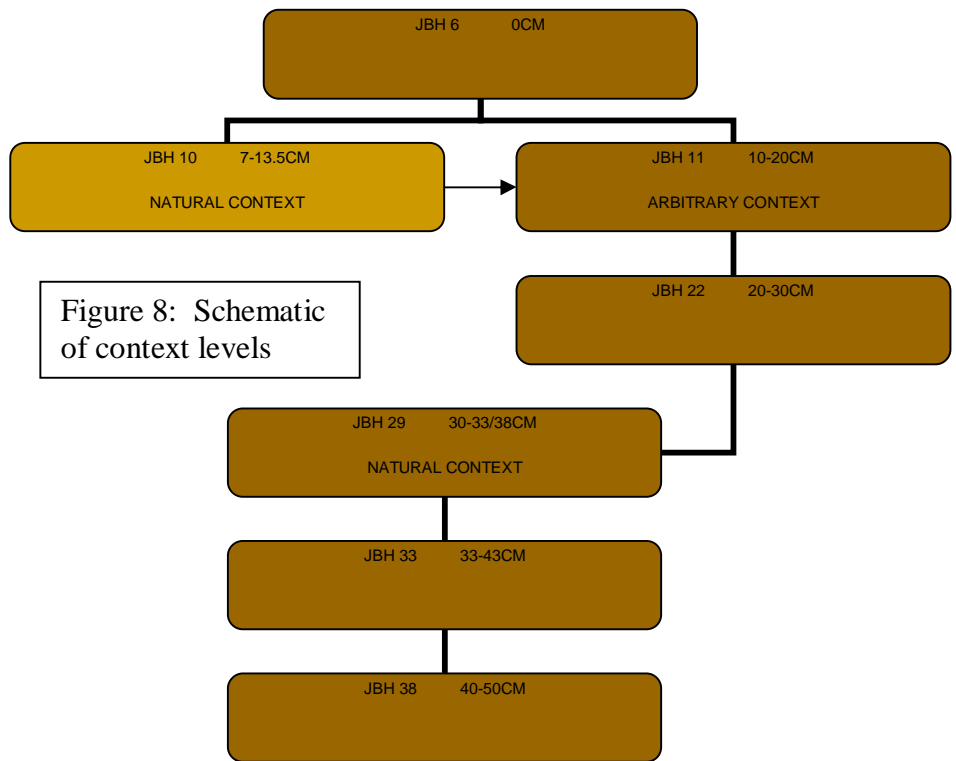 JBH 6 0CM
JBH 10 7-13.5CM
NATURAL CONTEXT
JBH 11 10-20CM
ARBITRARY CONTEXT
JBH 22 20-30CM
Figure 8: Schematic
of context levels
JBH 29 30-33/38CM
NATURAL CONTEXT
JBH 33 33-43CM
JBH 38 40-50CM